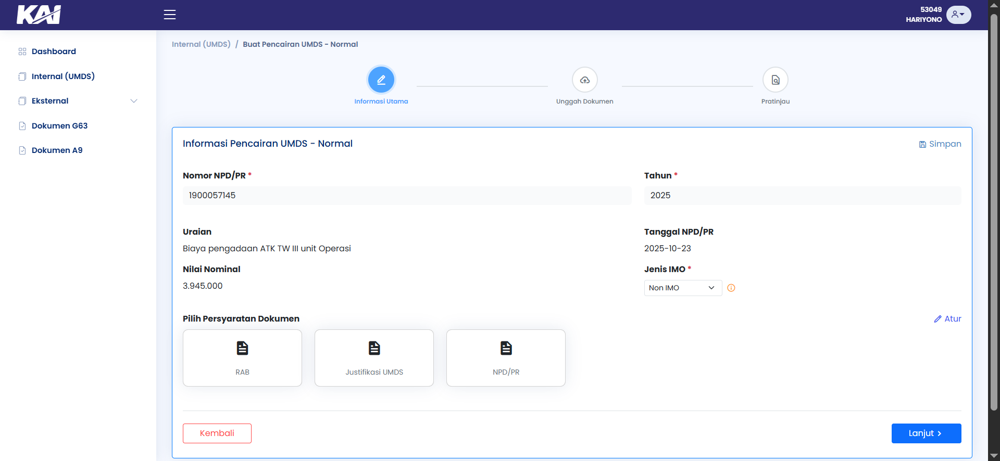 KAI
53049
HARIYONO
Dashboard
Internal (UMDS)
Eksternal
Dokumen G63
Dokumen A9
Internal (UMDS) / Buat Pencairan UMDS - Normal
Informasi Utama
Unggah Dokumen
Pratinjau
Informasi Pencairan UMDS - Normal
Simpan
Nomor NPD/PR *
Tahun *
1900057145
2025
Uraian
Tanggal NPD/PR
Biaya pengadaan ATK TW III unit Operasi
2025-10-23
Nilai Nominal
Jenis IMO *
3.945.000
Non IMO
Pilih Persyaratan Dokumen
Atur
RAB
Justifikasi UMDS
NPD/PR
Kembali
Lanjut